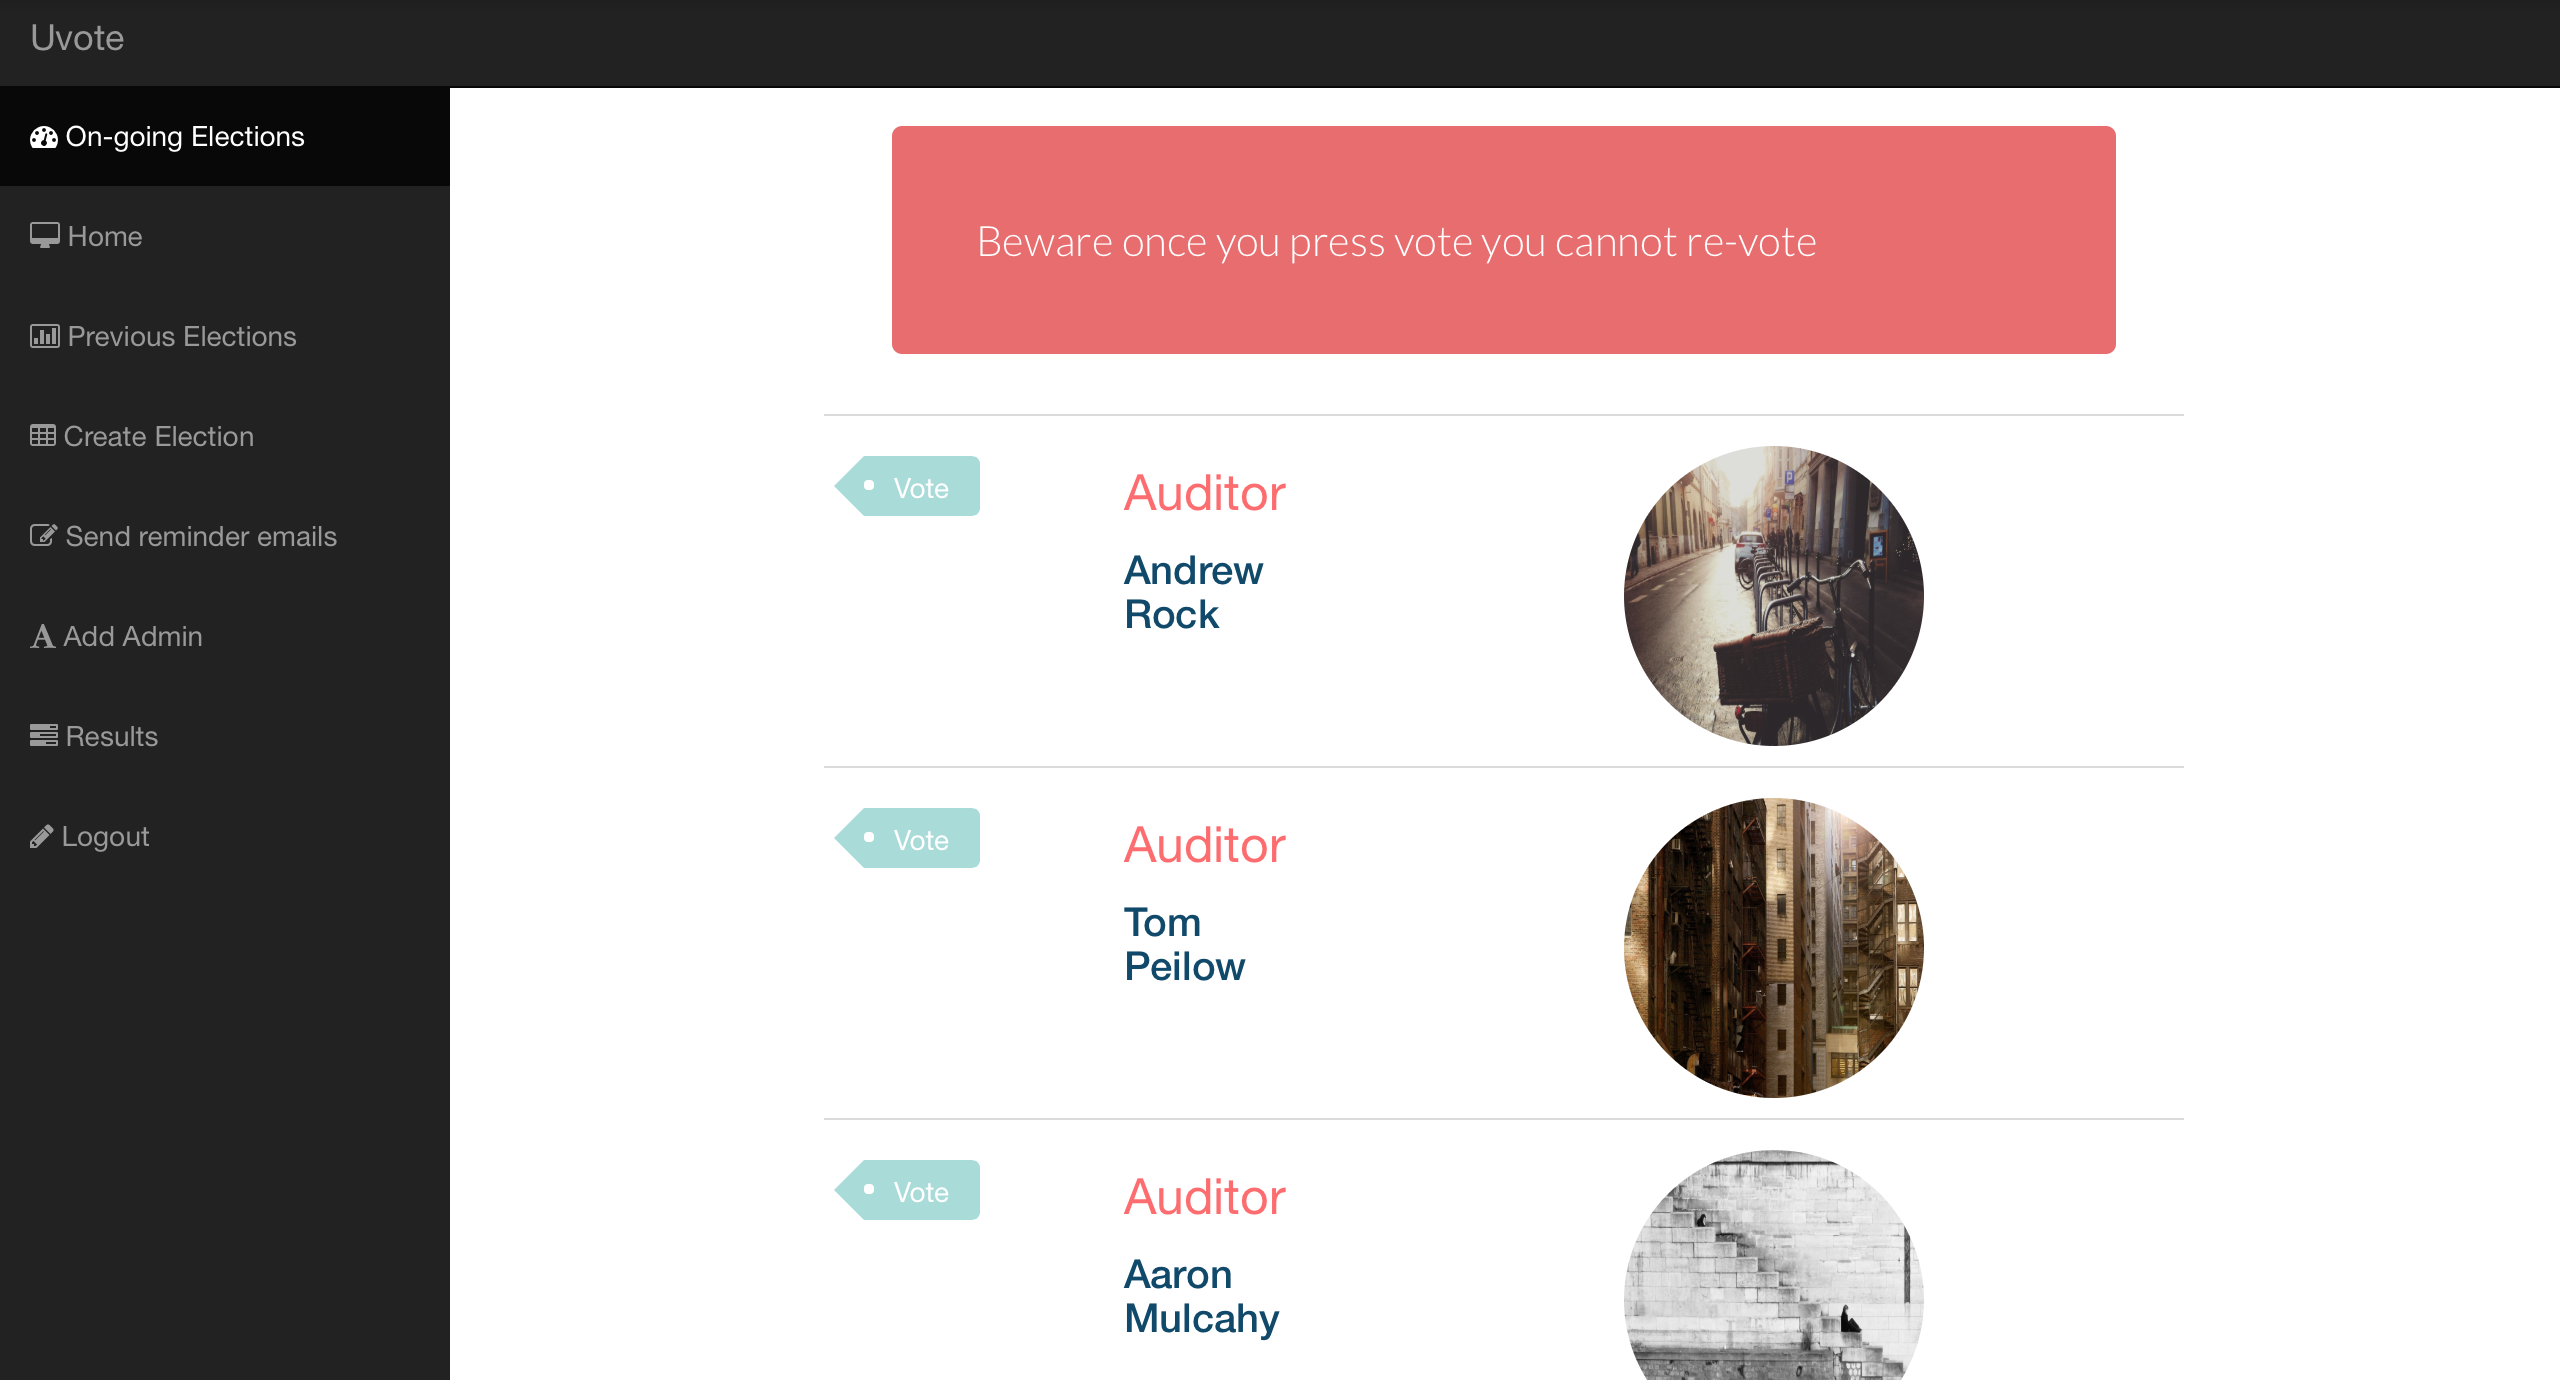 Uvote
On-going Elections
Home
Previous Elections
Create Election
Send reminder emails
Add Admin
Results
Logout
Beware once you press vote you cannot re-vote
Vote
Auditor
Andrew
Rock
Vote
Auditor
Tom
Peilow
Vote
Auditor
Aaron
Mulcahy